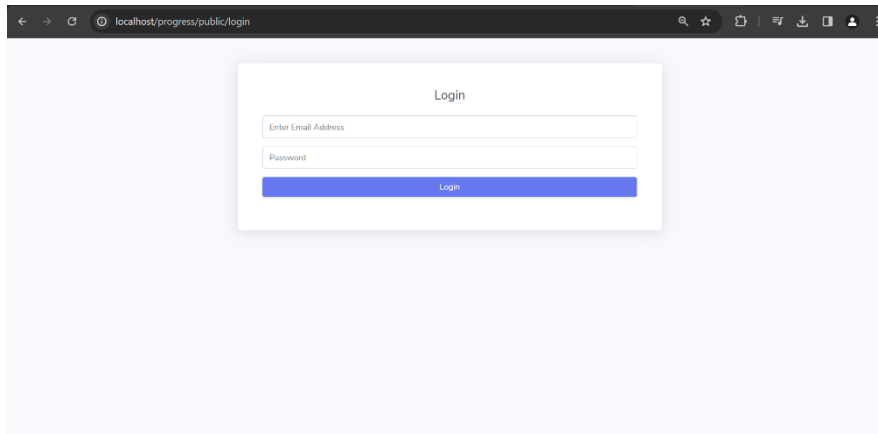 localhost/progress/public/login
Login
Enter Email Address
Password
Login